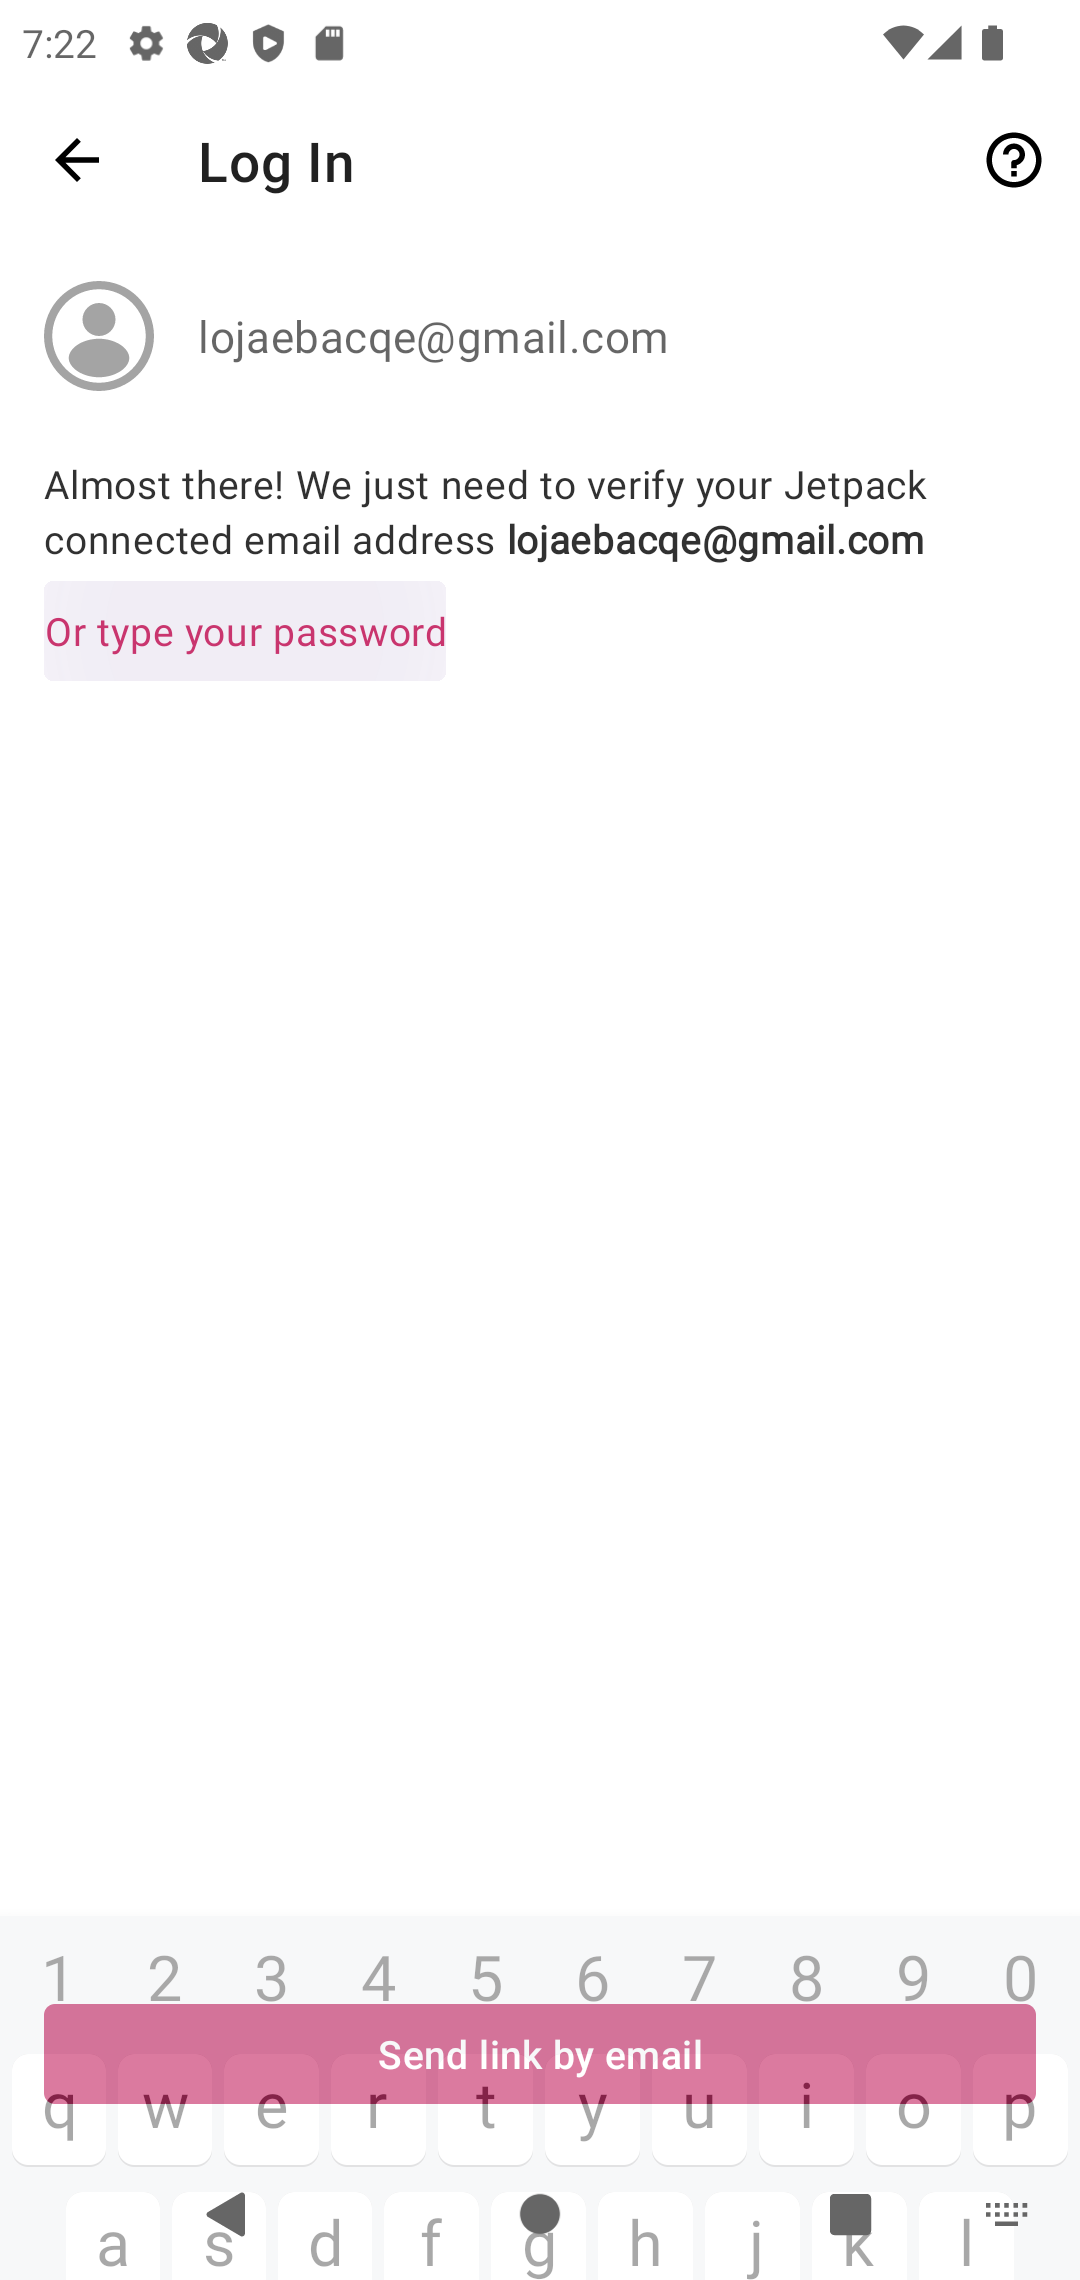 7:22
Log In
lojaebacqe@gmail.com
Almost there! We just need to verify your Jetpack
connected email address lojaebacqe@gmail.com
Or type your password
1 2 3 4 5 6 7 8 9 0
Send link by email
q w e r t y u i o p
a s d f g h j k l